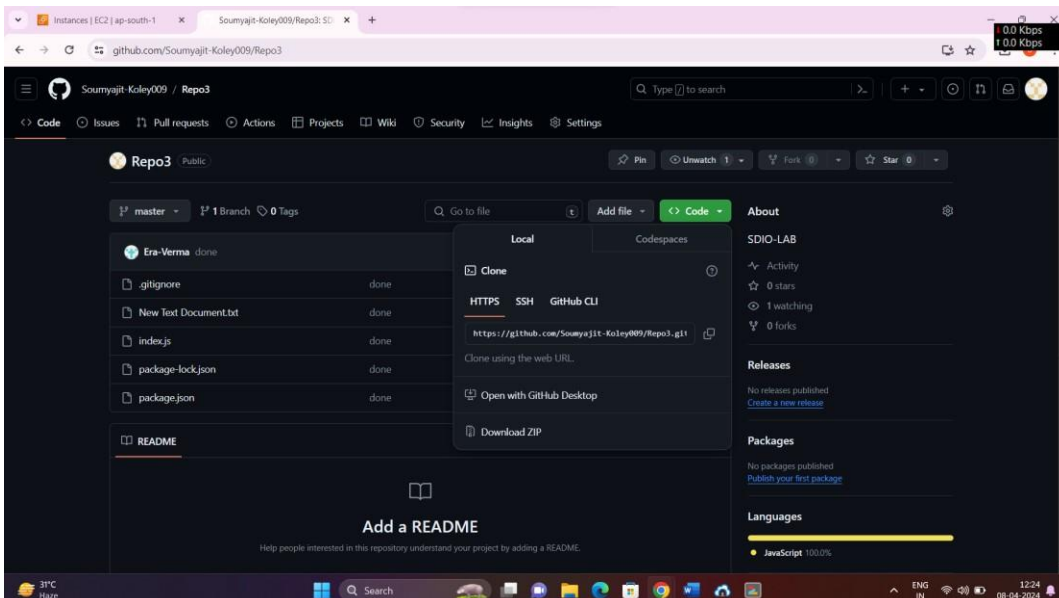 Instances | EC2 | ap-south-1
Soumyajit-Koley009/Repo3: SD
0.0 Kbps
0.0 Kbps
github.com/Soumyajit-Koley009/Repo3
Soumyajit-Koley009 / Repo3
Type / to search
Code Issues Pull requests Actions Projects Wiki Security Insights Settings
Repo3 Public
Pin Unwatch 1 Fork 0 Star 0
master 1 Branch 0 Tags
Go to file t
Add file Code
About
Local Codespaces
SDIO-LAB
Era-Verma done
Clone
Activity
.gitignore done
0 stars
HTTPS SSH GitHub CLI
New Text Document.txt done
1 watching
https://github.com/Soumyajit-Koley009/Repo3.git
0 forks
index.js done
Clone using the web URL.
Releases
package-lock.json done
No releases published
Open with GitHub Desktop
package.json done
Create a new release
Download ZIP
README
Packages
No packages published
Publish your first package
Add a README
Languages
Help people interested in this repository understand your project by adding a README.
JavaScript 100.0%
31°C
Haze
Search
ENG
IN
12:24
08-04-2024